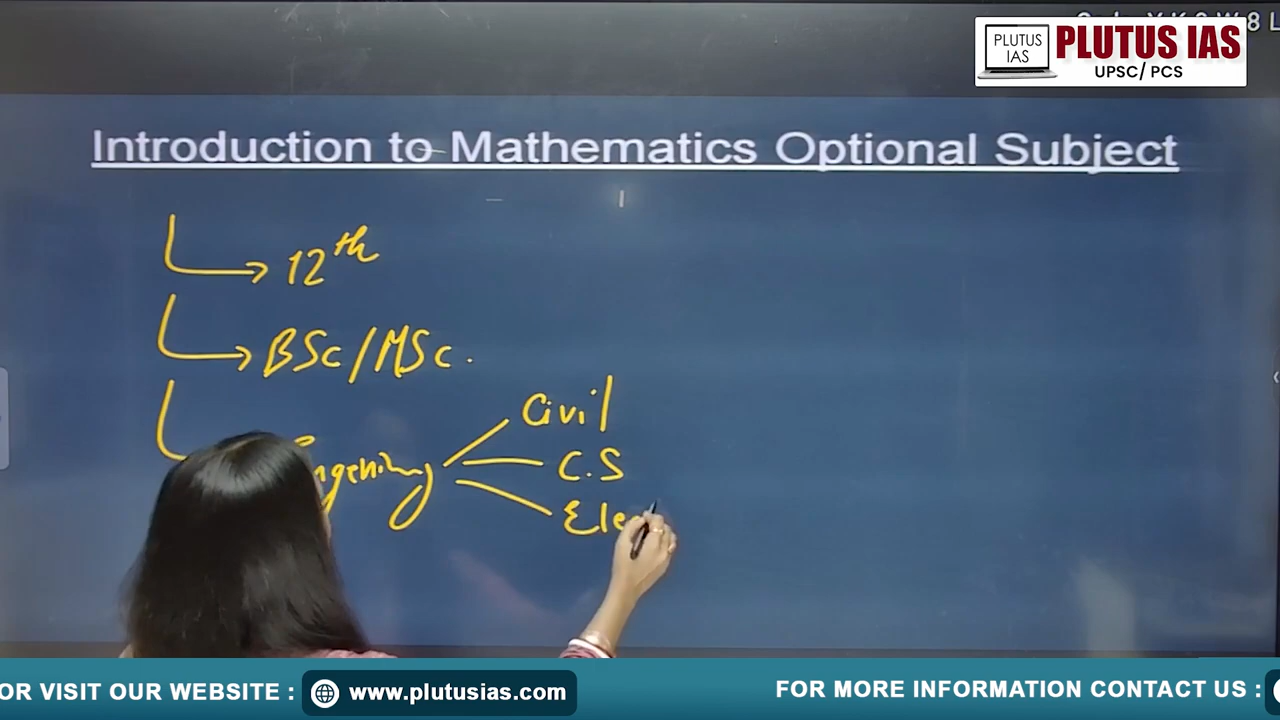 PLUTUS
IAS
PLUTUS IAS
UPSC/ PCS
Introduction to Mathematics Optional Subject
12th
BSc/MSc.
Civil
C.S
OR VISIT OUR WEBSITE :
www.plutusias.com
FOR MORE INFORMATION CONTACT US :